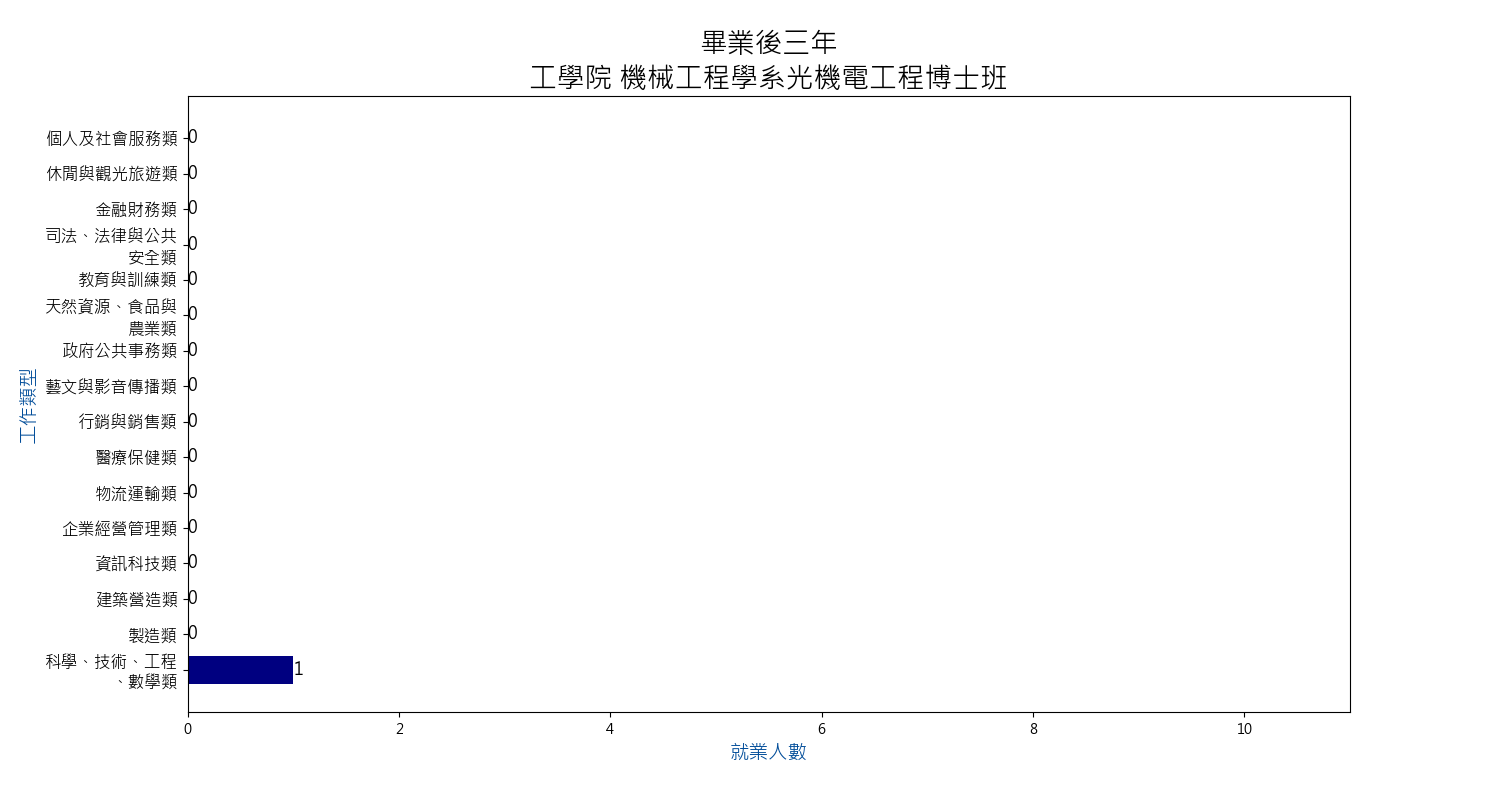 畢業後三年
工學院 機械工程學系光機電工程博士班
個人及社會服務類 0
休閒與觀光旅遊類 0
金融財務類 0
司法、法律與公共
安全類 0
教育與訓練類 0
天然資源、食品與
農業類 0
政府公共事務類 0
藝文與影音傳播類 0
行銷與銷售類 0
醫療保健類 0
物流運輸類 0
企業經營管理類 0
資訊科技類 0
建築營造類 0
製造類 0
科學、技術、工程
、數學類 1
工作類型
0 2 4 6 8 10
就業人數